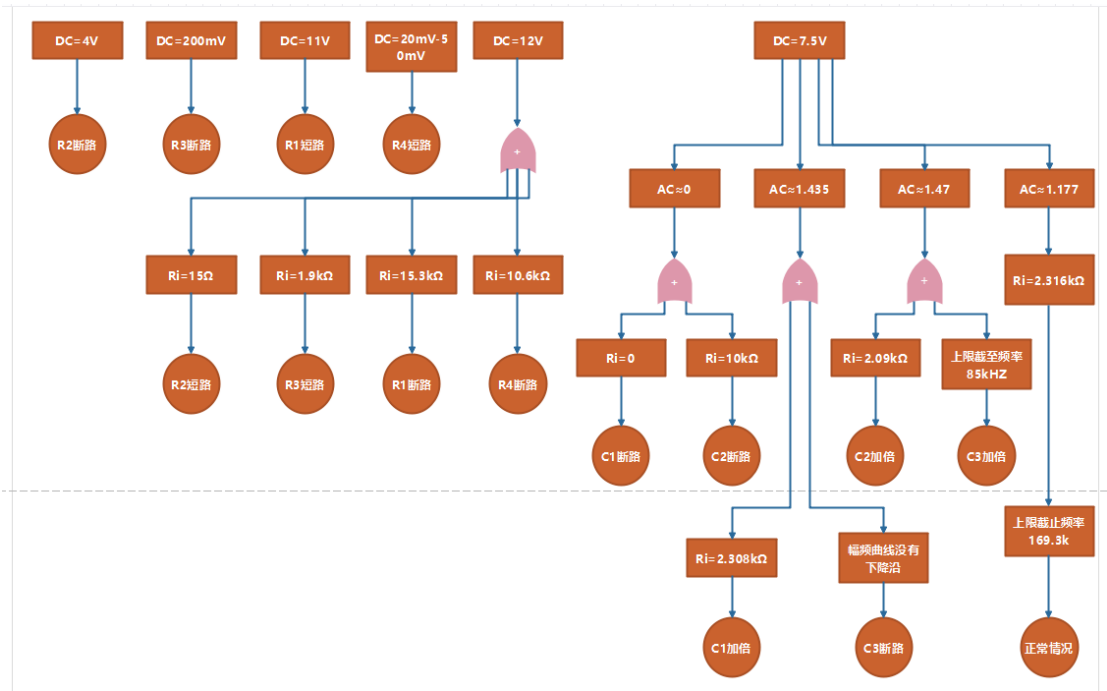 DC=4V
DC=200mV
DC=11V
DC=20mV-5
0mV
DC=12V
DC=7.5V
R2断路
R3断路
R1短路
R4短路
+
AC≈0
AC≈1.435
AC≈1.47
AC≈1.177
Ri=15Ω
Ri=1.9kΩ
Ri=15.3kΩ
Ri=10.6kΩ
+
+
+
Ri=2.316kΩ
Ri=0
Ri=10kΩ
Ri=2.09kΩ
上限截至频率
85kHZ
R2短路
R3短路
R1断路
R4断路
C1断路
C2断路
C2加倍
C3加倍
上限截止频率
169.3k
Ri=2.308kΩ
幅频曲线没有
下降沿
C1加倍
C3断路
正常情况